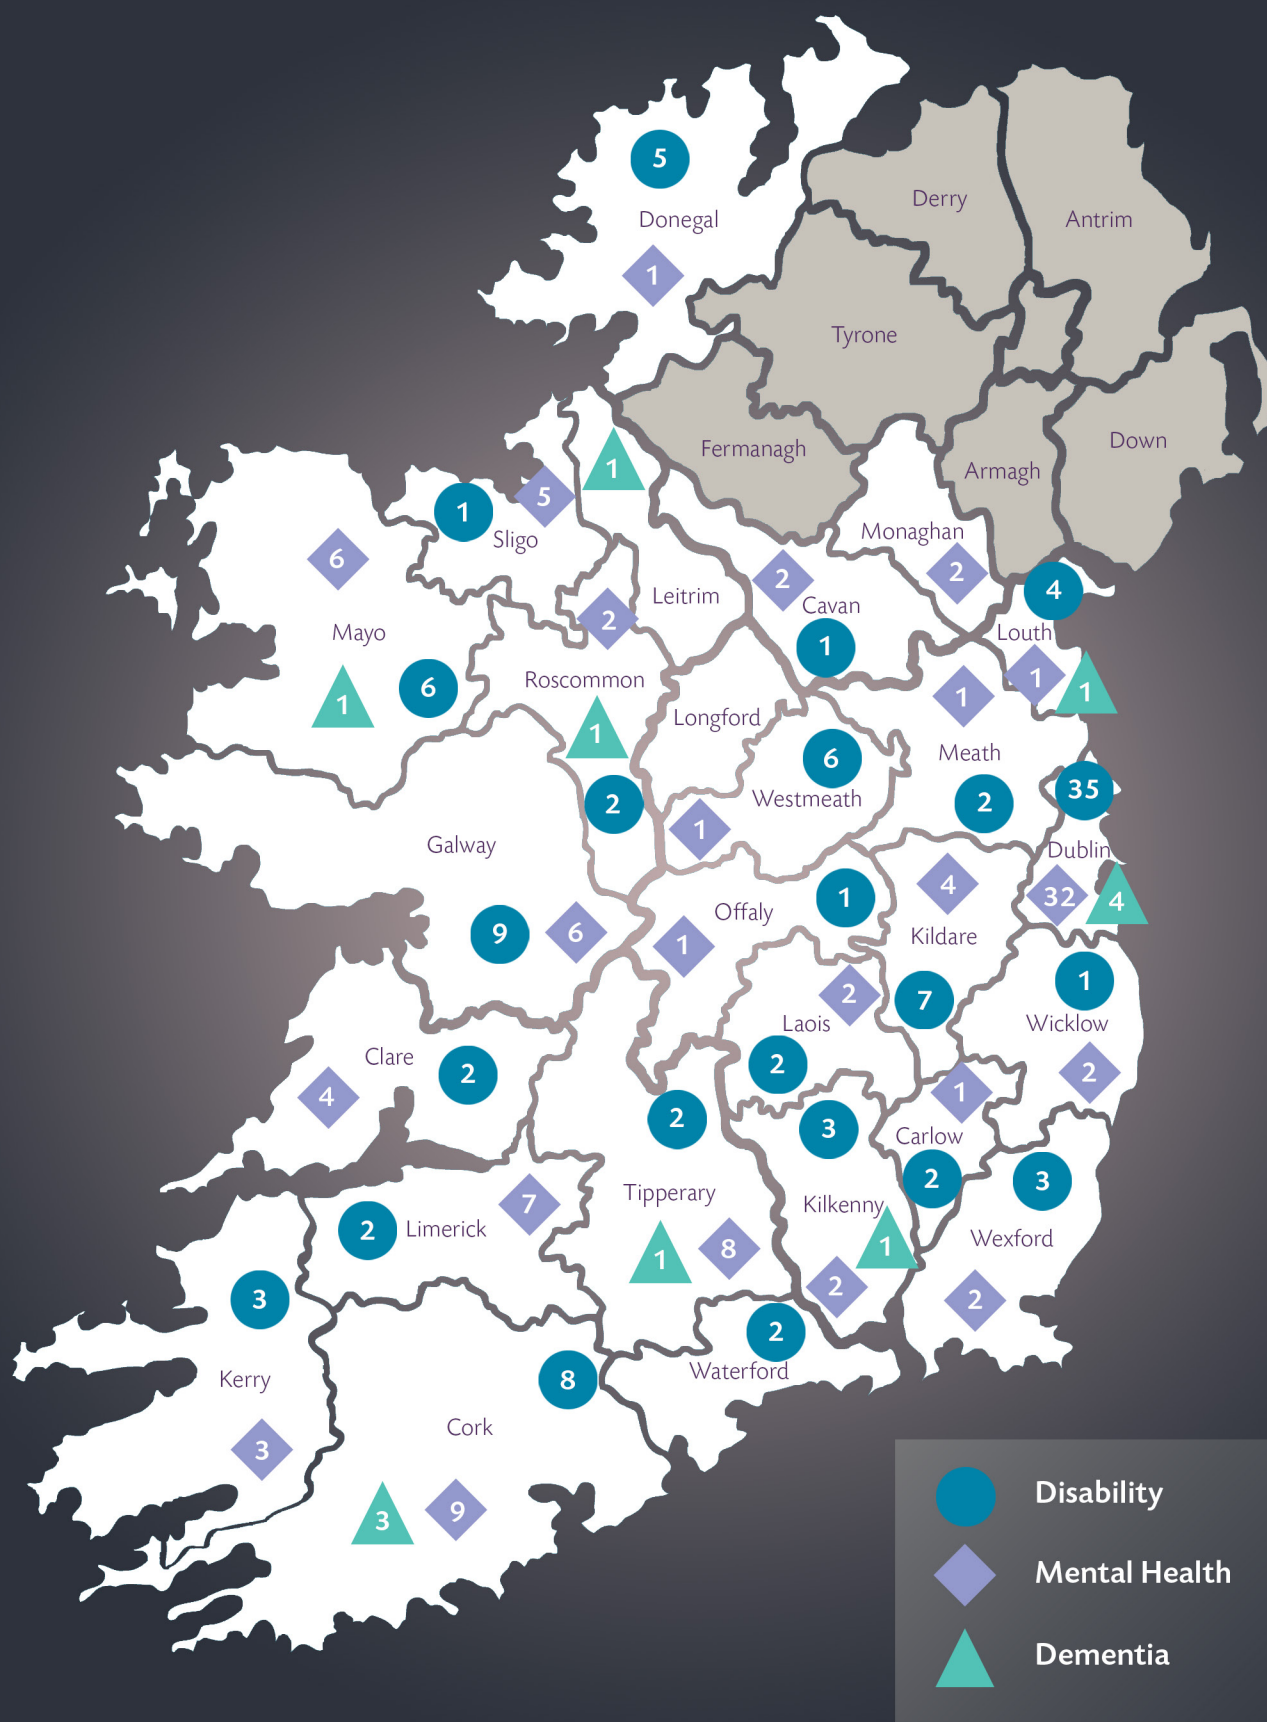 5
Donegal
1
Derry
Antrim
Tyrone
Fermanagh
Armagh
Down
1
5
1
Sligo
6
Monaghan
2
2
Cavan
4
Leitrim
2
Louth
1
Mayo
1
6
Roscommon
1
2
1
1
1
Meath
2
Longford
6
Westmeath
1
35
Dublin
32
4
Galway
9
6
Offaly
1
1
4
Kildare
7
2
Laois
2
1
Wicklow
2
Clare
4
2
2
Tipperary
1
8
3
Kilkenny
1
2
1
Carlow
2
3
Wexford
2
7
2
Limerick
3
Kerry
3
8
Cork
3
9
2
Waterford
Disability
Mental Health
Dementia